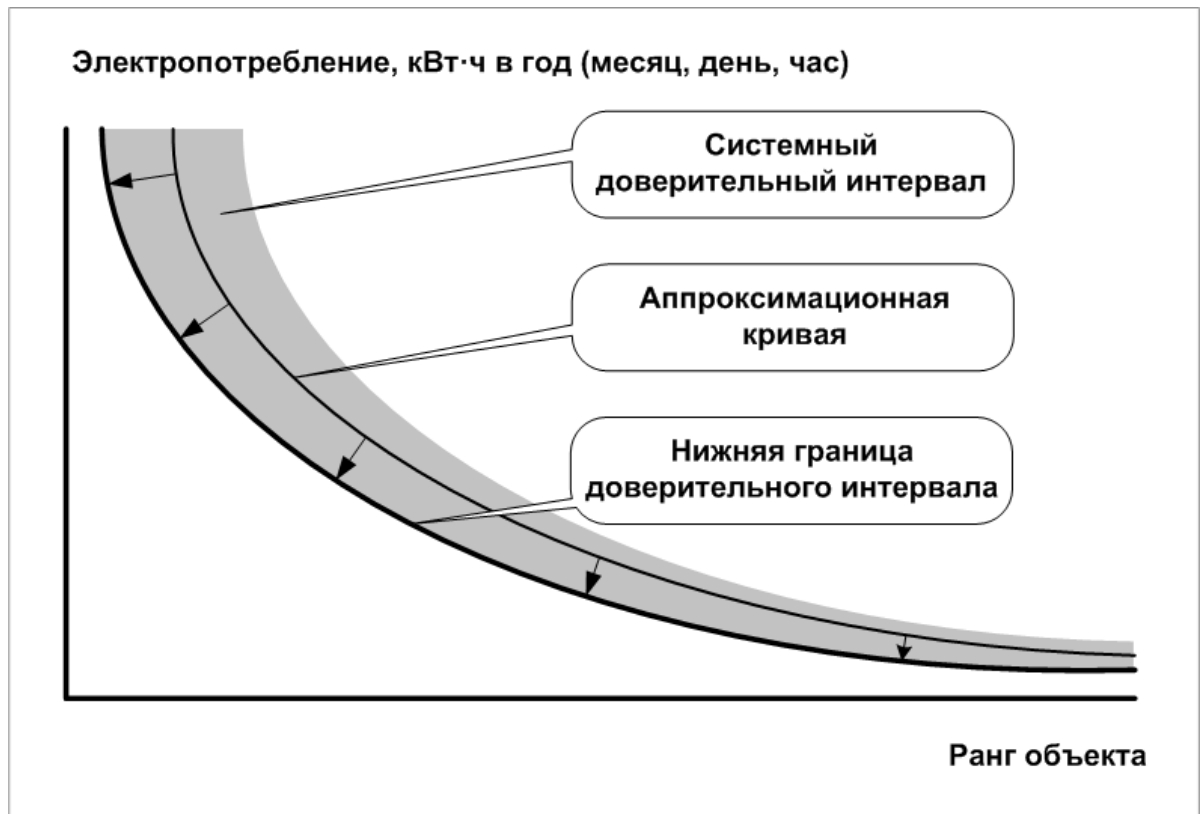 Электропотребление, кВт·ч в год (месяц, день, час)
Системный
доверительный интервал
Аппроксимационная
кривая
Нижняя граница
доверительного интервала
Ранг объекта